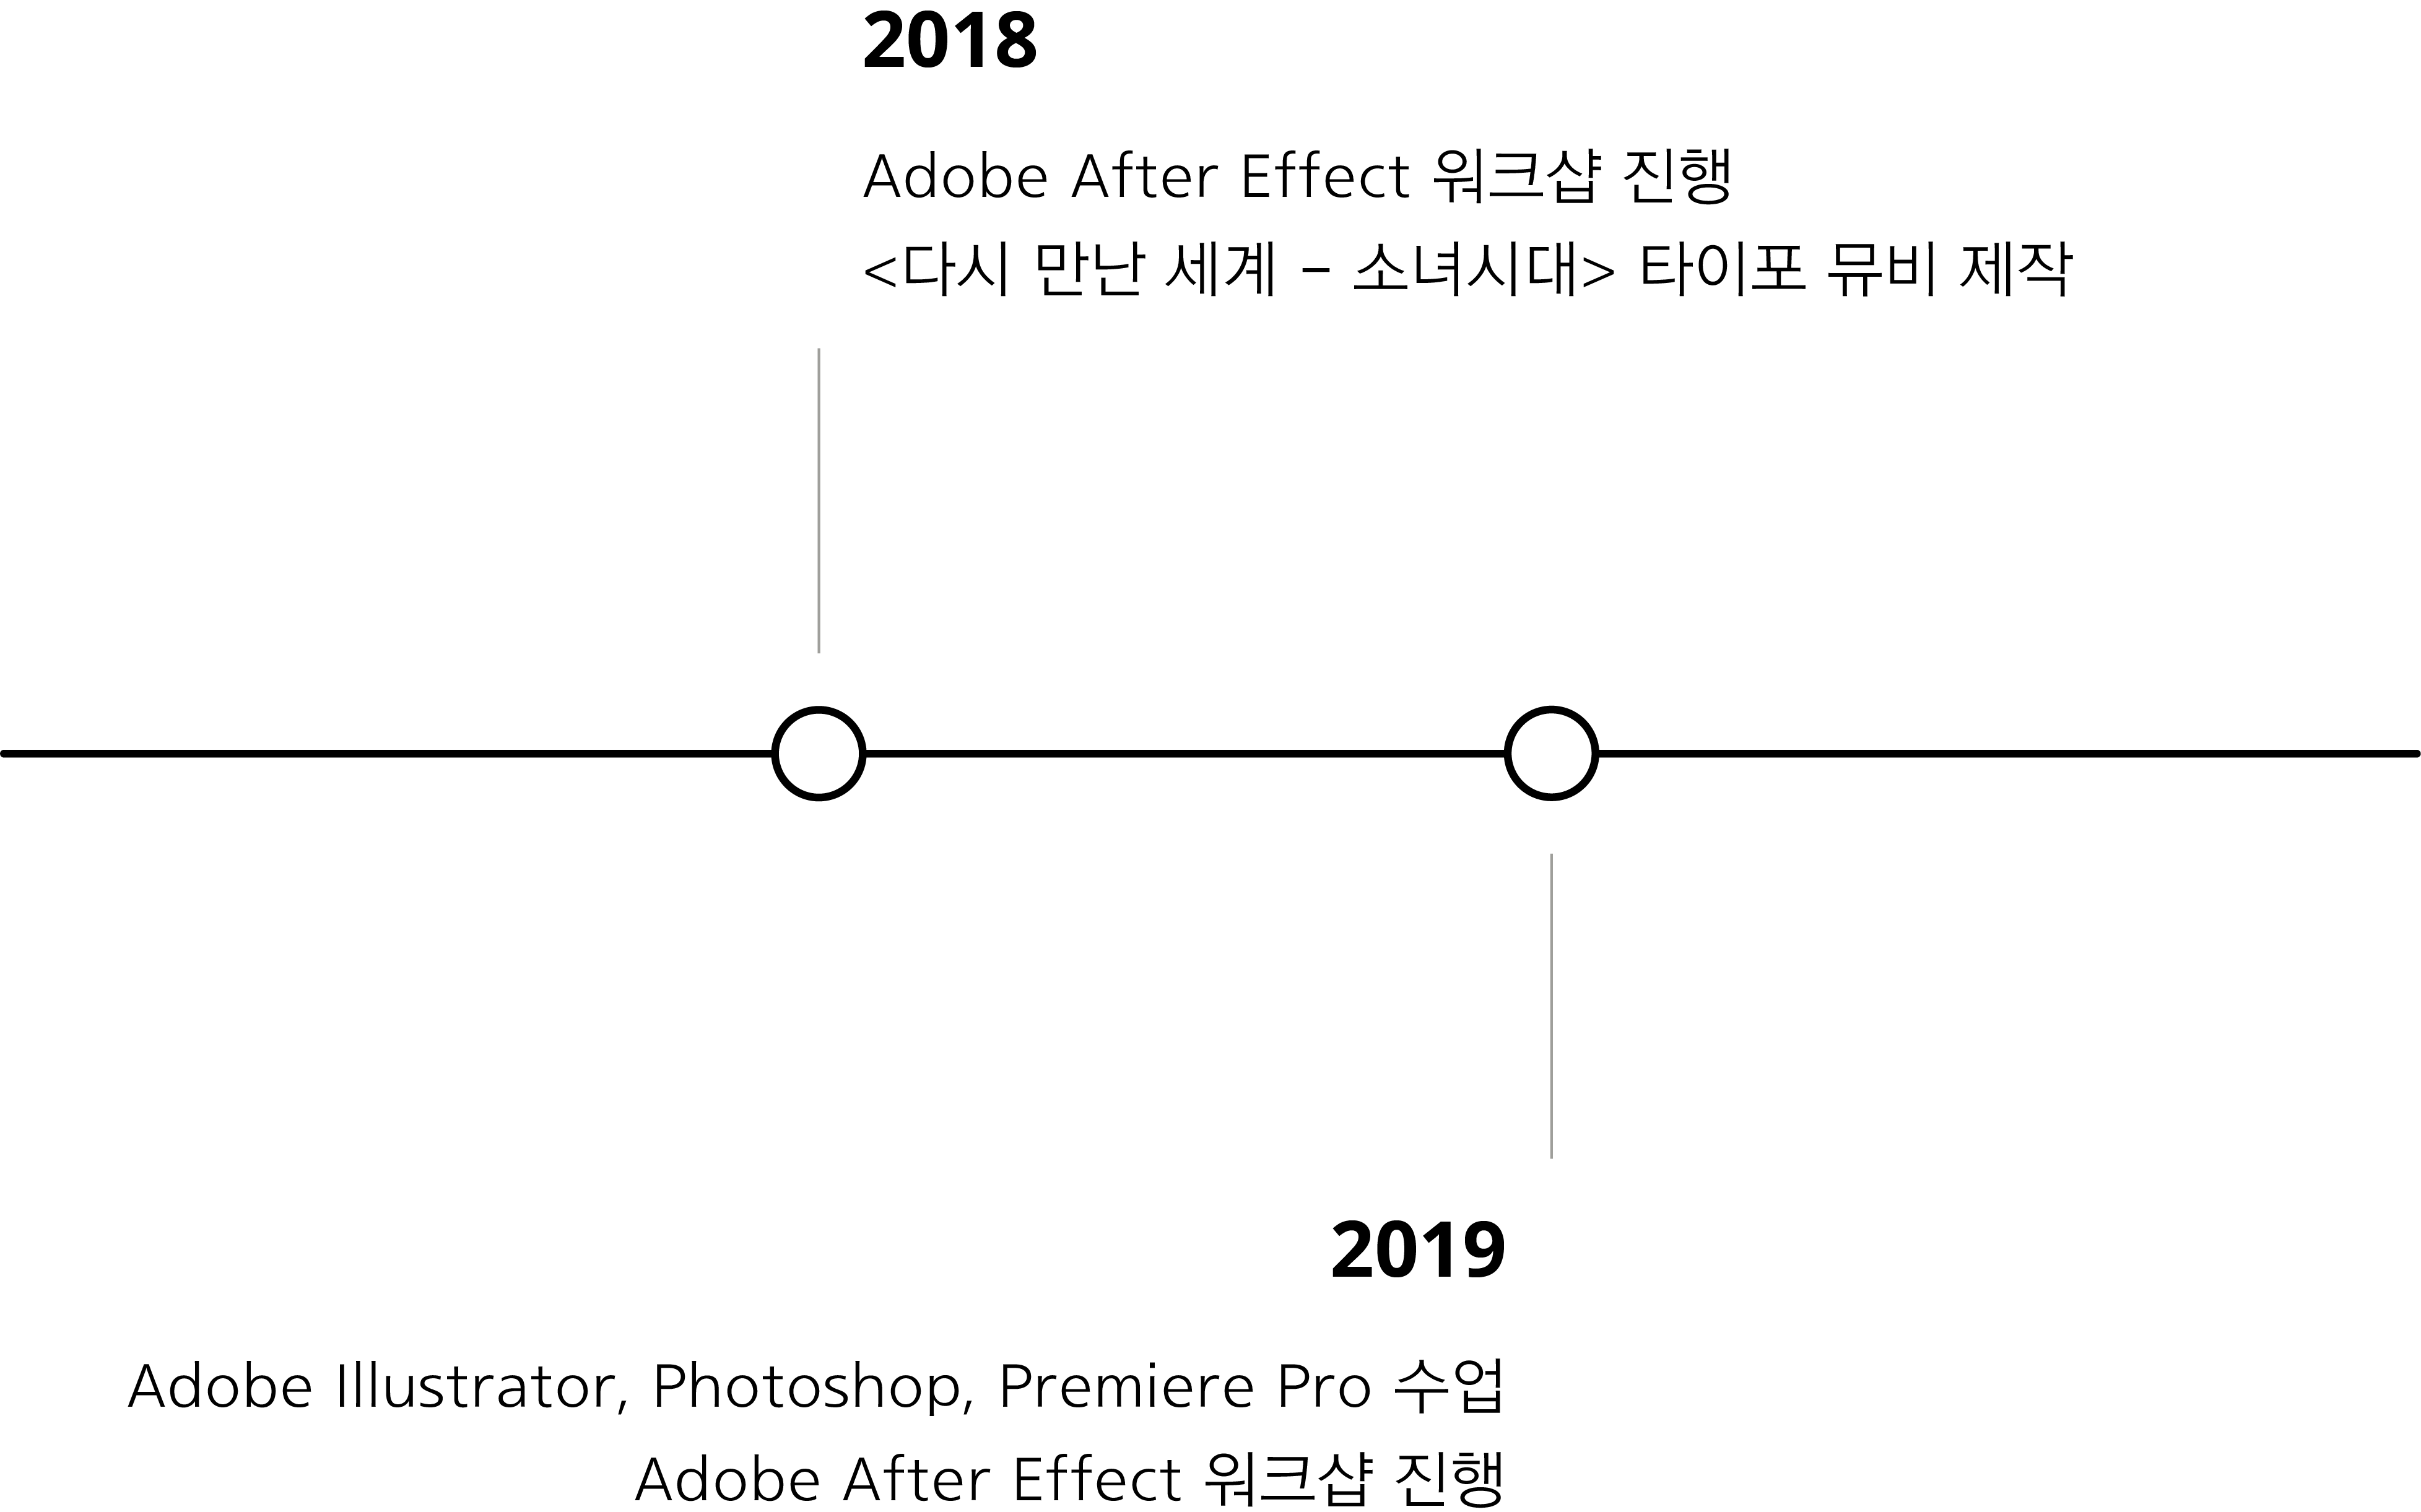 2018
Adobe After Effect 워크샵 진행
<다시 만난 세계 – 소녀시대> 타이포 뮤비 제작
2019
Adobe Illustrator, Photoshop, Premiere Pro 수업
Adobe After Effect 워크샵 진행